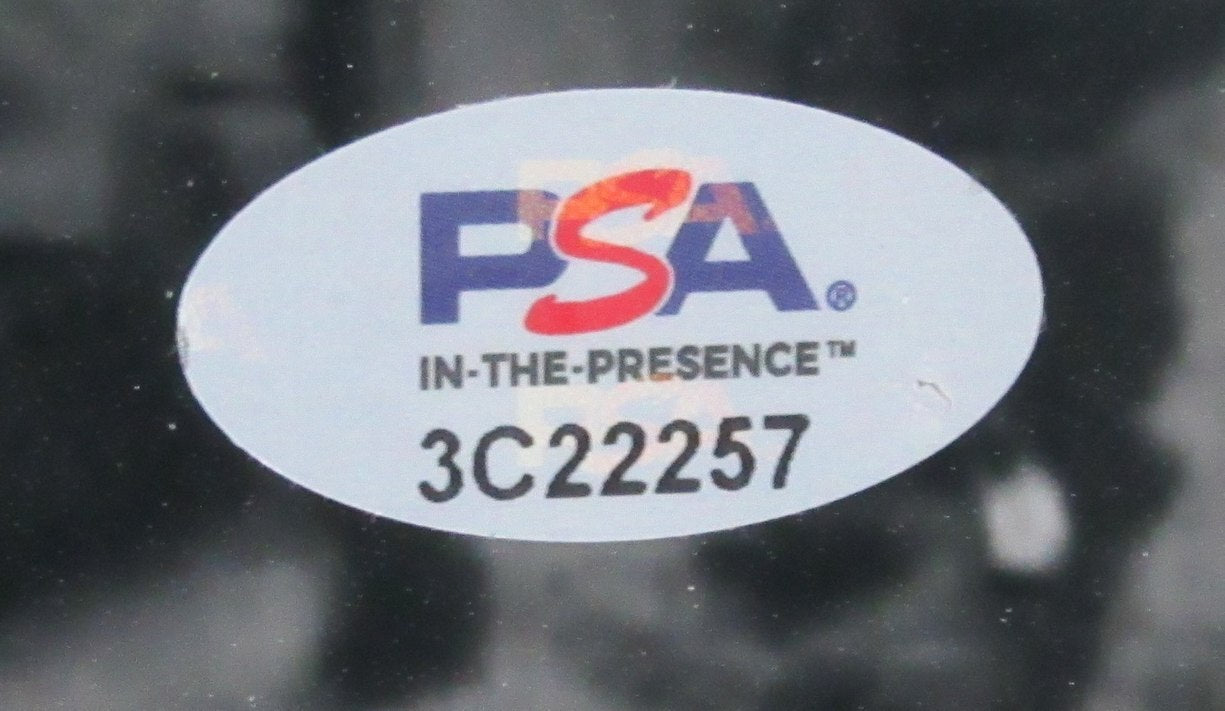 PSA®
IN-THE-PRESENCE™
3C22257